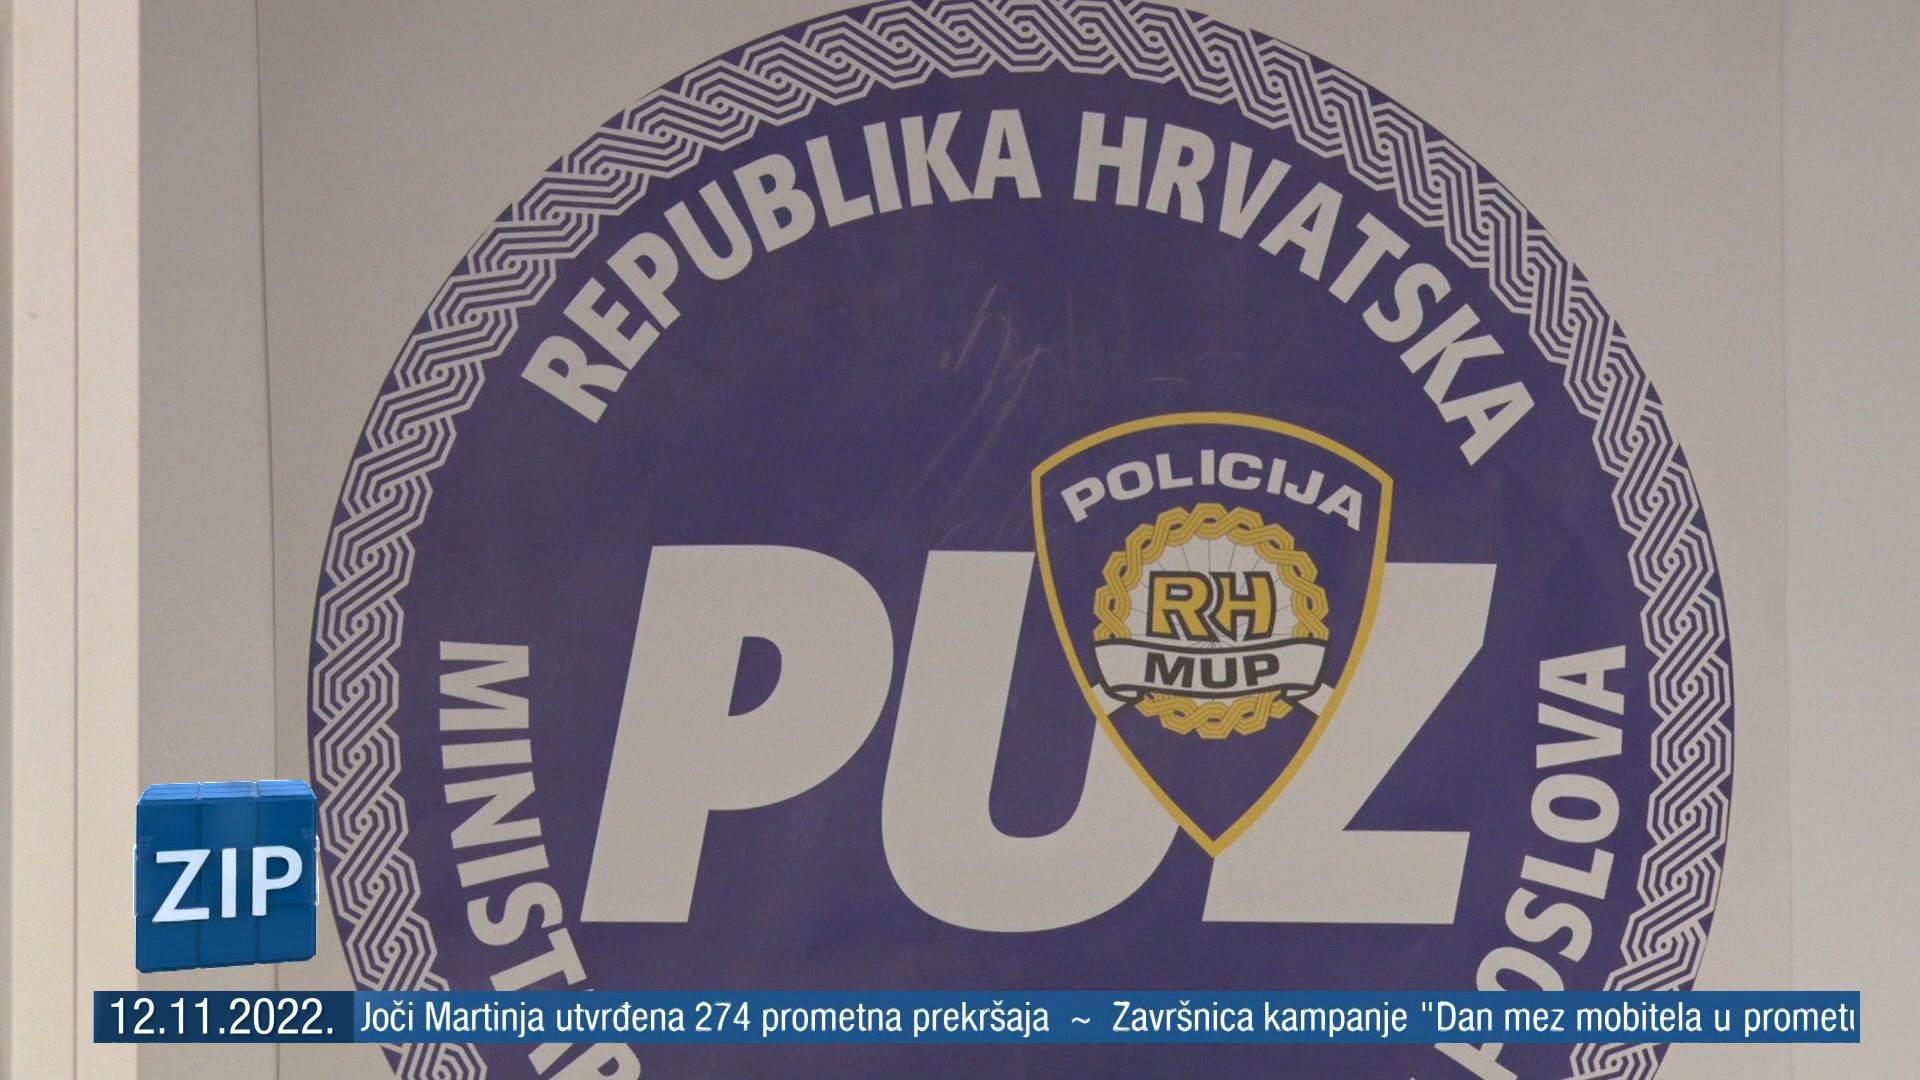 REPUBLIKA HRVATSKA
POLICIJA
RH
MUP
PUZ
POSLOVA
ZIP
12.11.2022. Joči Martinja utvrđena 274 prometna prekršaja ~ Završnica kampanje "Dan mez mobitela u prometu